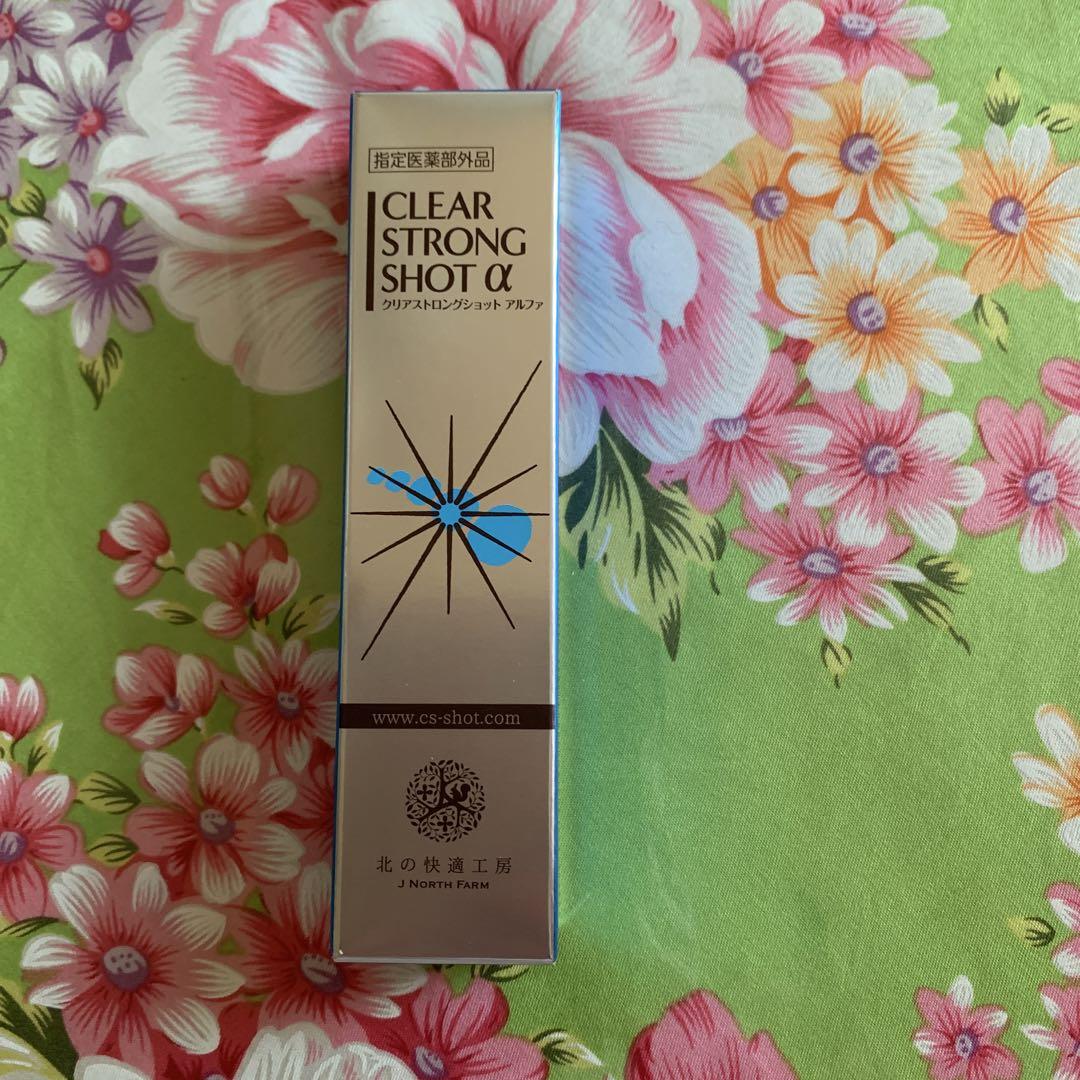 指定医薬部外品
CLEAR
STRONG
SHOT α
クリアストロングショット アルファ
www.cs-shot.com
北の快適工房
J NORTH FARM